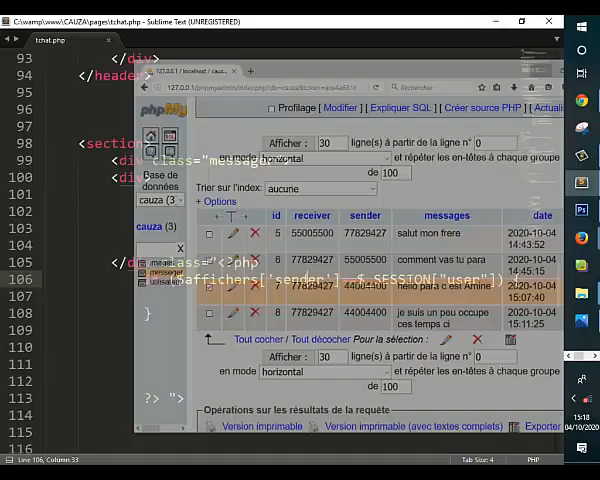 C:\wamp\www\CAUZA\pages\tchat.php - Sublime Text (UNREGISTERED)
tchat.php
93 </div>
94 </header>
95
96
97
98 <section>
99 <div class="messager">
100 <div
101
102
103
104
105 </div class="<?php
106 ($affichers['sender'] $_SESSION["user"])
107
108 }
109
110
111
112
113 ?> ">
114
115
116
Line 106, Column 33
Tab Size: 4 PHP
127.0.0.1 / localhost / cauz...
Rechercher
phpMy
Base de
données
cauza (3)
cauza (3)
X
Profilage [ Modifier ] [ Expliquer SQL ] [ Créer source PHP ] [ Actuali
Afficher : 30 ligne(s) à partir de la ligne n° 0
en mode horizontal et répéter les en-têtes à chaque groupe
de 100
Trier sur l'index: aucune
+ Options
←T→ id receiver sender messages date
5 55005500 77829427 salut mon frere 2020-10-04 14:43:52
6 55005500 77829427 comment vas tu para 2020-10-04 14:45:15
7 77829427 44004400 hello para c est Amine 2020-10-04 15:07:40
8 77829427 44004400 je suis un peu occupe ces temps ci 2020-10-04 15:11:25
Tout cocher / Tout décocher Pour la sélection :
Afficher : 30 ligne(s) à partir de la ligne n° 0
en mode horizontal et répéter les en-têtes à chaque groupe
de 100
Opérations sur les résultats de la requête
Version imprimable Version imprimable (avec textes complets) Exporter
15:18
04/10/2020